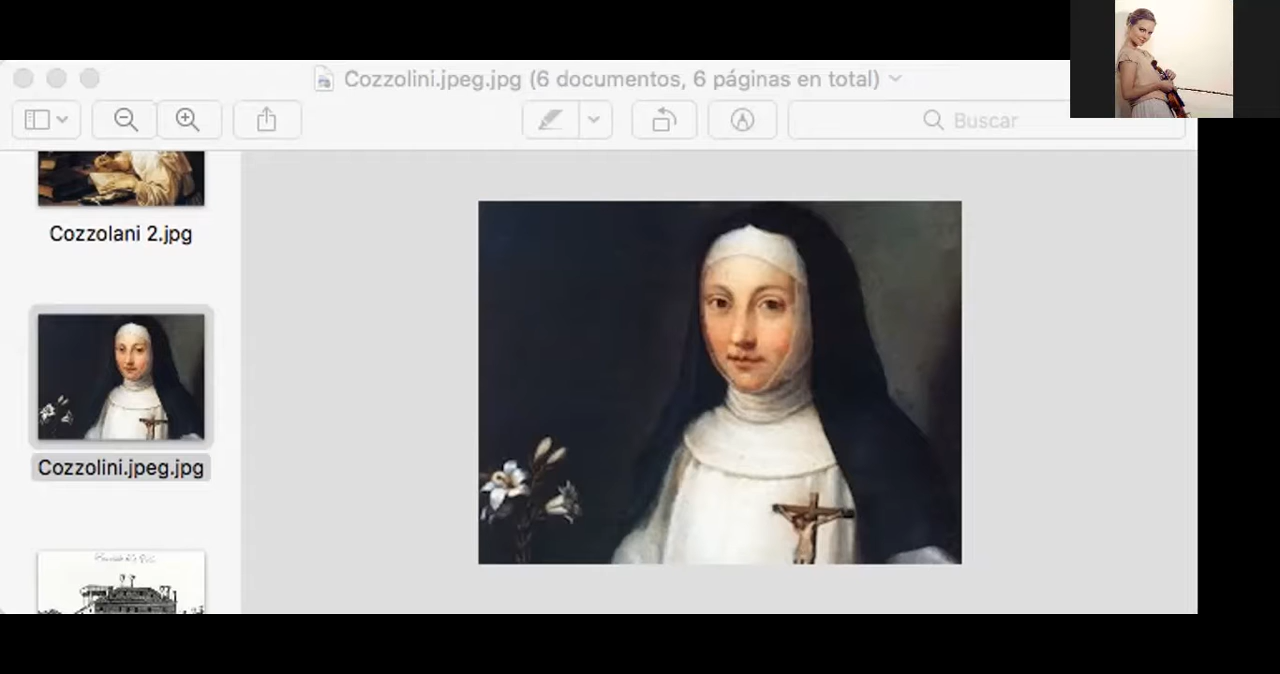 Cozzolini.jpeg.jpg (6 documentos, 6 páginas en total)
Buscar
Cozzolani 2.jpg
Cozzolini.jpeg.jpg